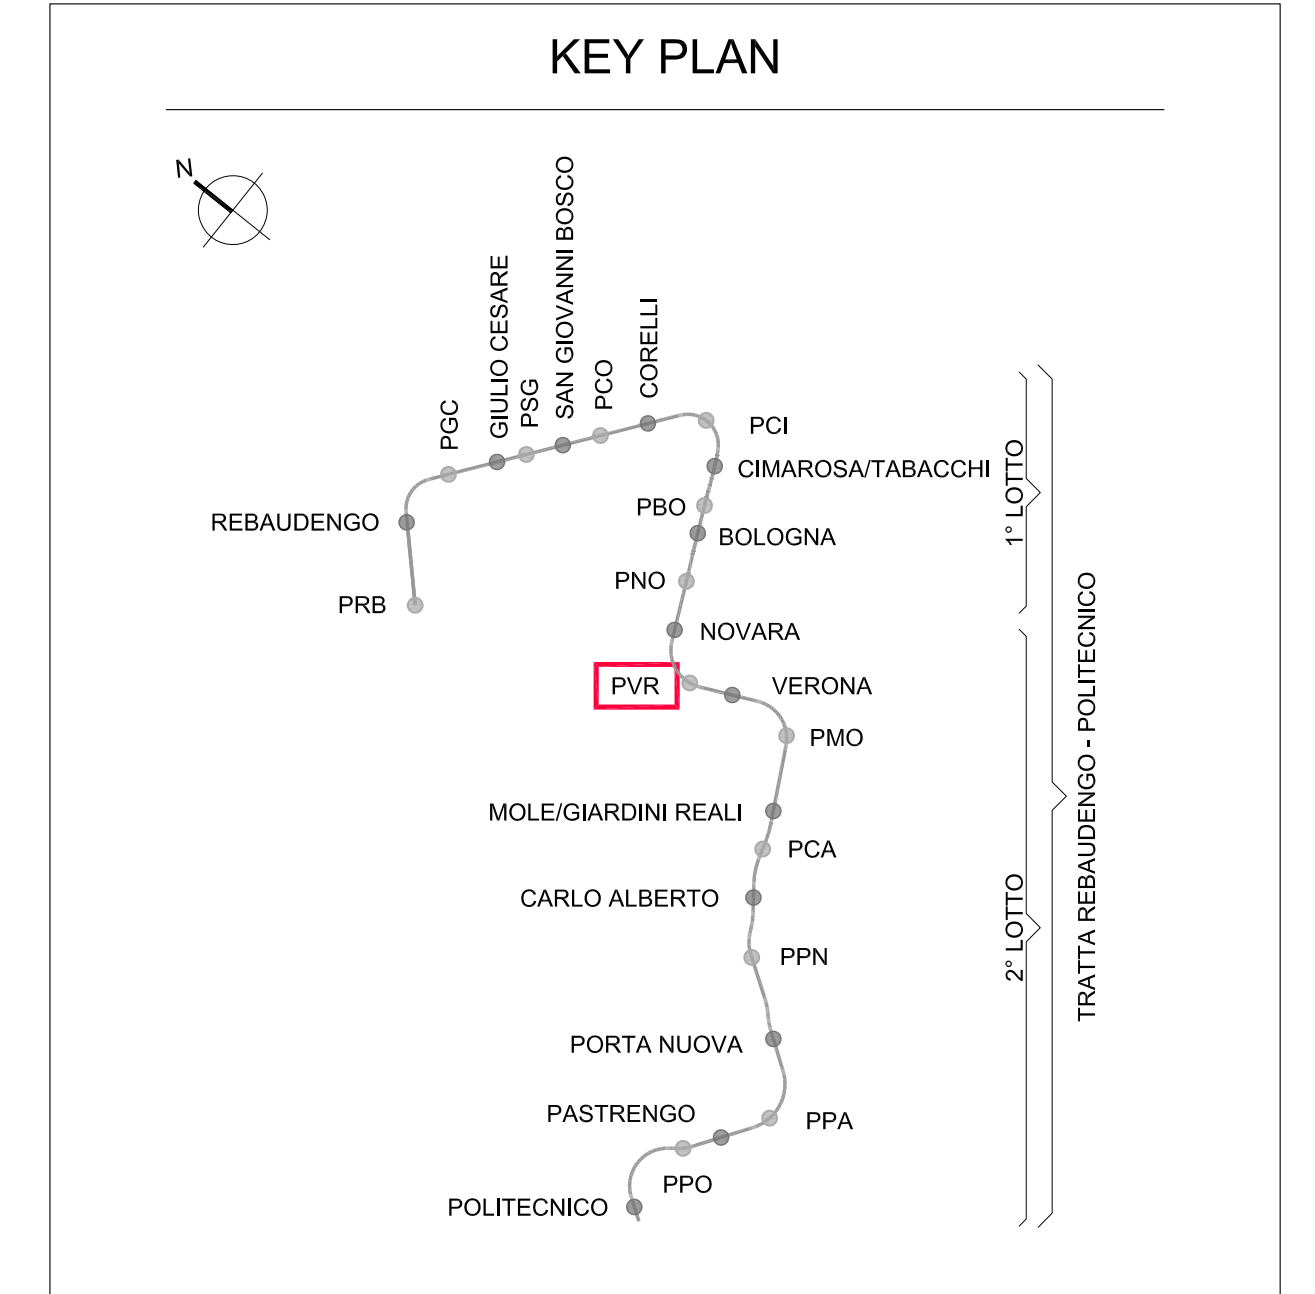 KEY PLAN
N
PGC
GIULIO CESARE
PSG
SAN GIOVANNI BOSCO
PCO
CORELLI
PCI
CIMAROSA/TABACCHI
PBO
BOLOGNA
REBAUDENGO
PNO
PRB
NOVARA
PVR
VERONA
PMO
MOLE/GIARDINI REALI
PCA
CARLO ALBERTO
PPN
PORTA NUOVA
PASTRENGO
PPA
PPO
POLITECNICO
1° LOTTO
2° LOTTO
TRATTA REBAUDENGO - POLITECNICO